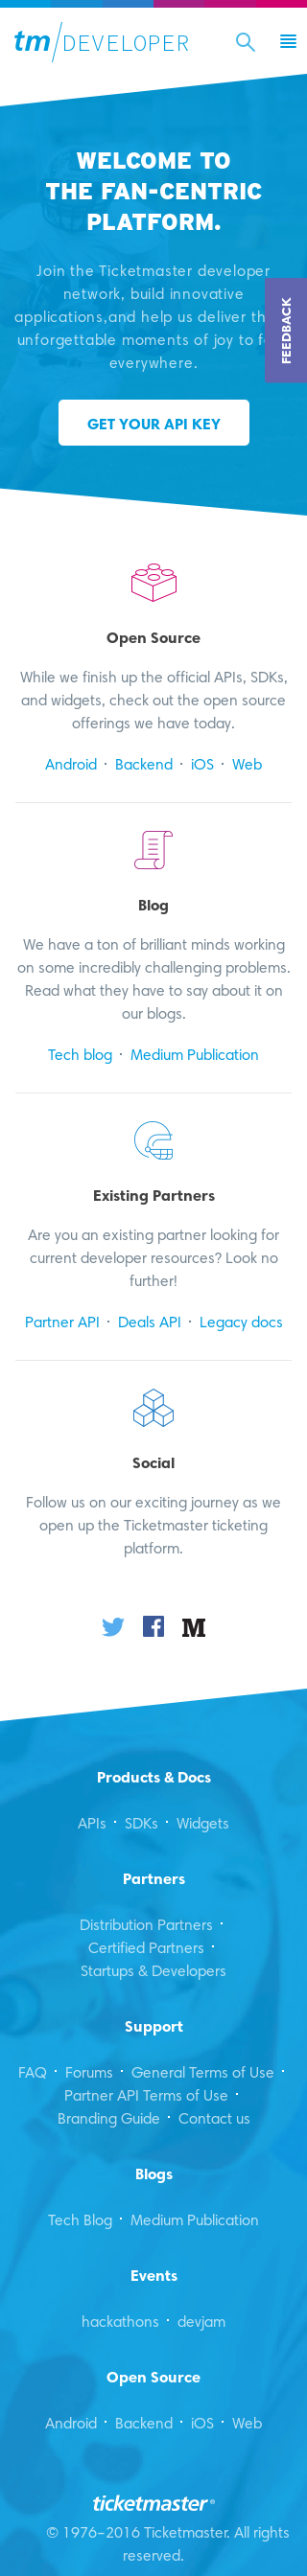 tm/DEVELOPER
WELCOME TO
THE FAN-CENTRIC
PLATFORM.
Join the Ticketmaster developer
network, build innovative
applications,and help us deliver
unforgettable moments of joy to
everywhere.
FEEDBACK
GET YOUR API KEY
Open Source
While we finish up the official APIs, SDKs,
and widgets, check out the open source
offerings we have today.
Android · Backend · iOS · Web
Blog
We have a ton of brilliant minds working
on some incredibly challenging problems.
Read what they have to say about it on
our blogs.
Tech blog · Medium Publication
Existing Partners
Are you an existing partner looking for
current developer resources? Look no
further!
Partner API · Deals API · Legacy docs
Social
Follow us on our exciting journey as we
open up the Ticketmaster ticketing
platform.
M
Products & Docs
APIs · SDKs · Widgets
Partners
Distribution Partners ·
Certified Partners ·
Startups & Developers
Support
FAQ · Forums · General Terms of Use ·
Partner API Terms of Use ·
Branding Guide · Contact us
Blogs
Tech Blog · Medium Publication
Events
hackathons · devjam
Open Source
Android · Backend · iOS · Web
ticketmaster®
© 1976-2016 Ticketmaster. All rights
reserved.